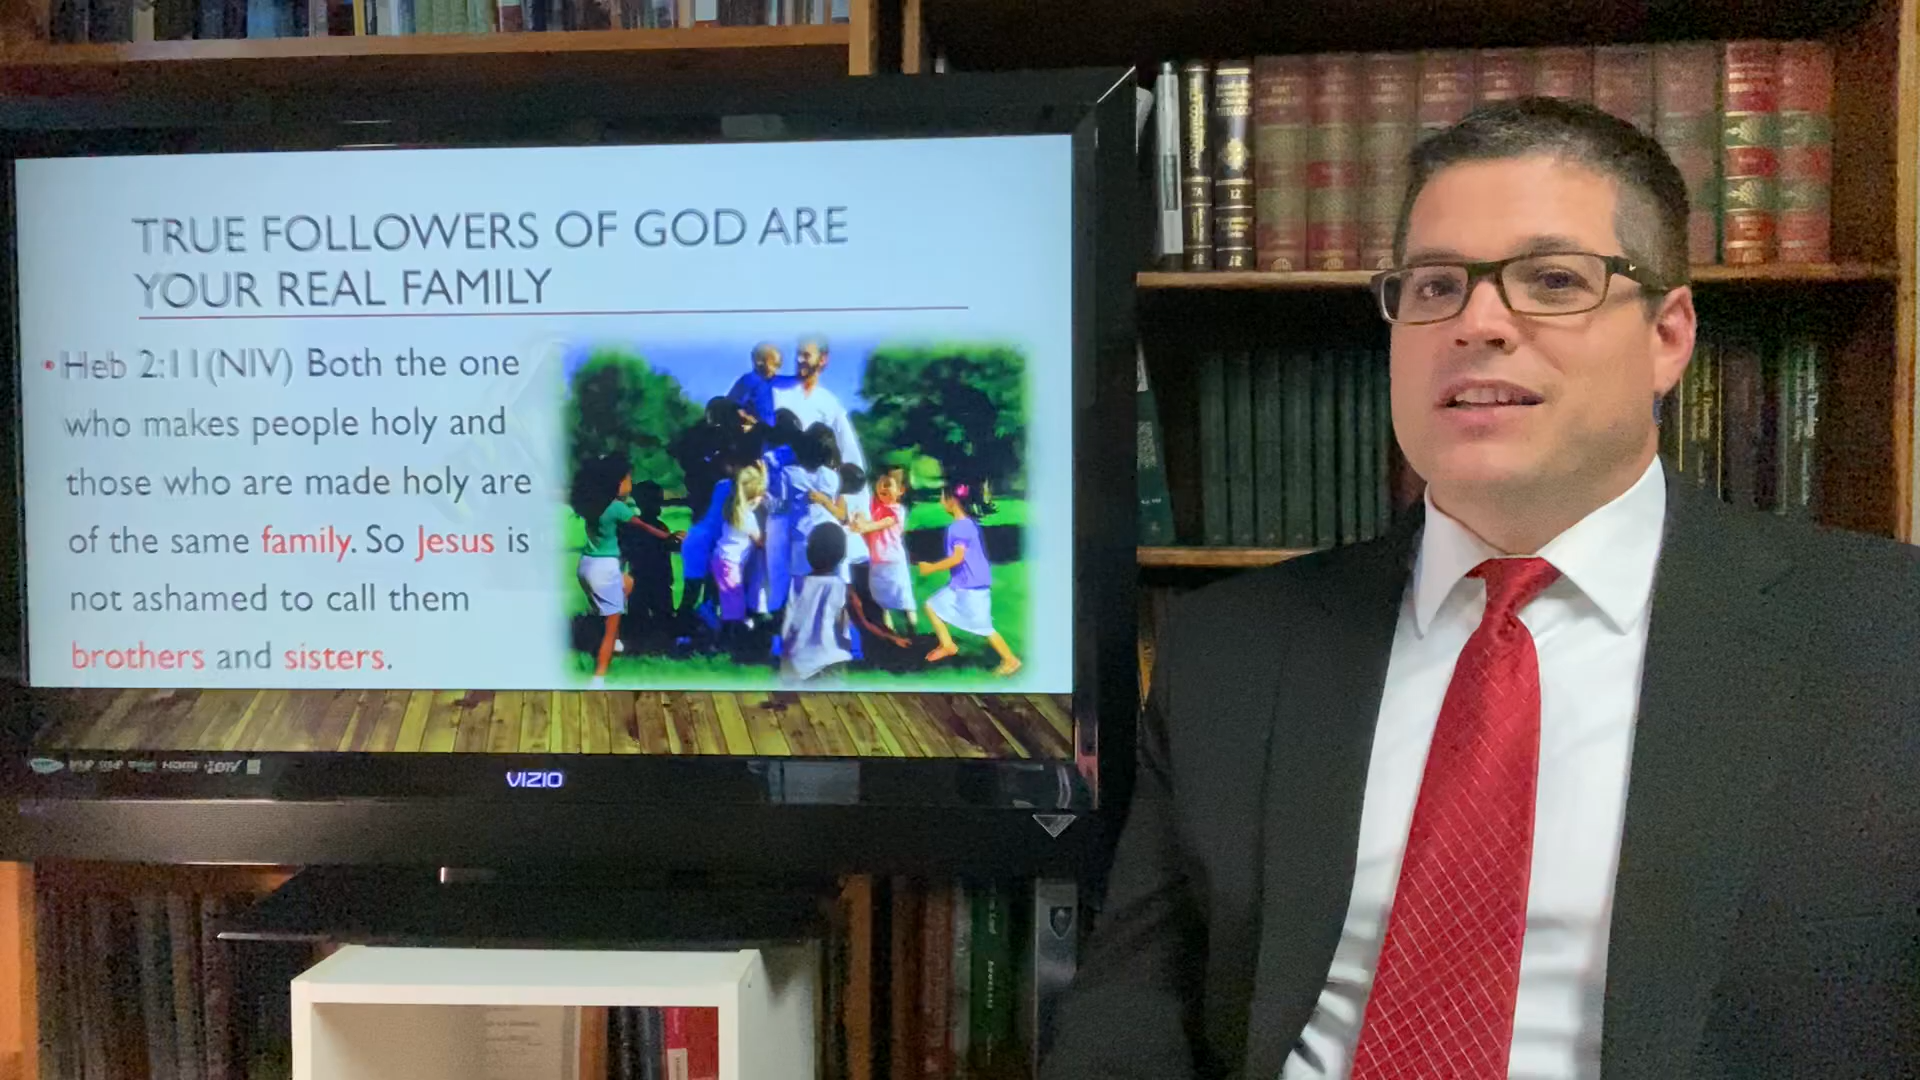 TRUE FOLLOWERS OF GOD ARE
YOUR REAL FAMILY
• Heb 2:11(NIV) Both the one
who makes people holy and
those who are made holy are
of the same family. So Jesus is
not ashamed to call them
brothers and sisters.
HDMI
VIZIO
12